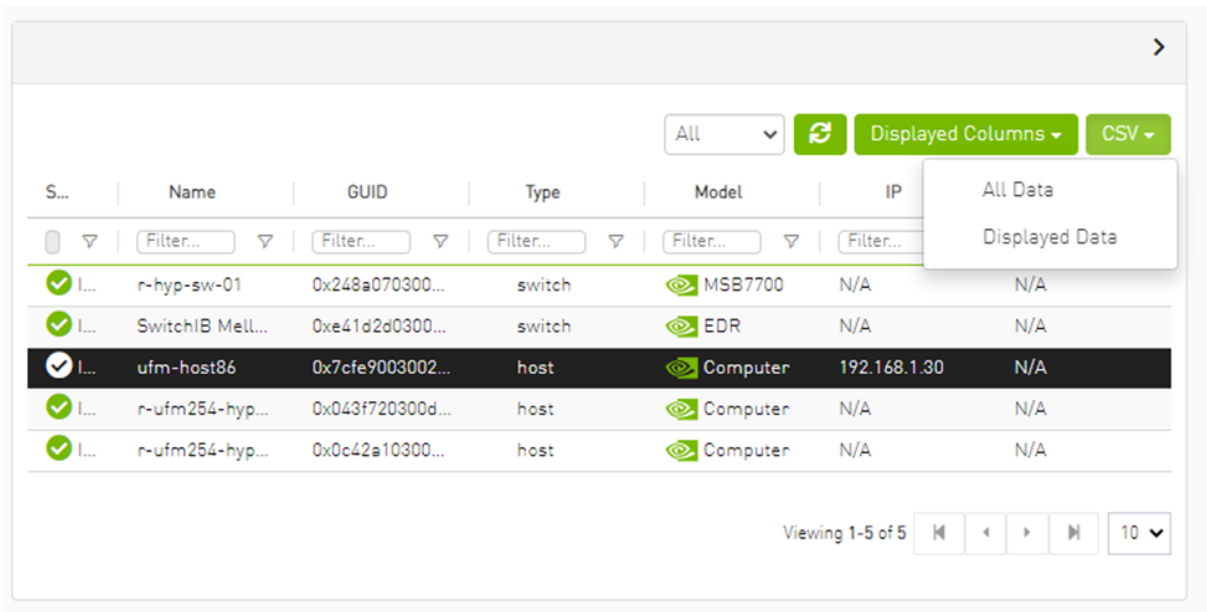 All Displayed Columns CSV
All Data
Displayed Data
S... Name GUID Type Model IP
Filter... Filter... Filter... Filter... Filter...
I... r-hyp-sw-01 0x248a070300... switch MSB7700 N/A N/A
I... SwitchIB Mell... 0xe41d2d0300... switch EDR N/A N/A
I... ufm-host86 0x7cfe9003002... host Computer 192.168.1.30 N/A
I... r-ufm254-hyp... 0x043f720300d... host Computer N/A N/A
I... r-ufm254-hyp... 0x0c42a10300... host Computer N/A N/A
Viewing 1-5 of 5 10